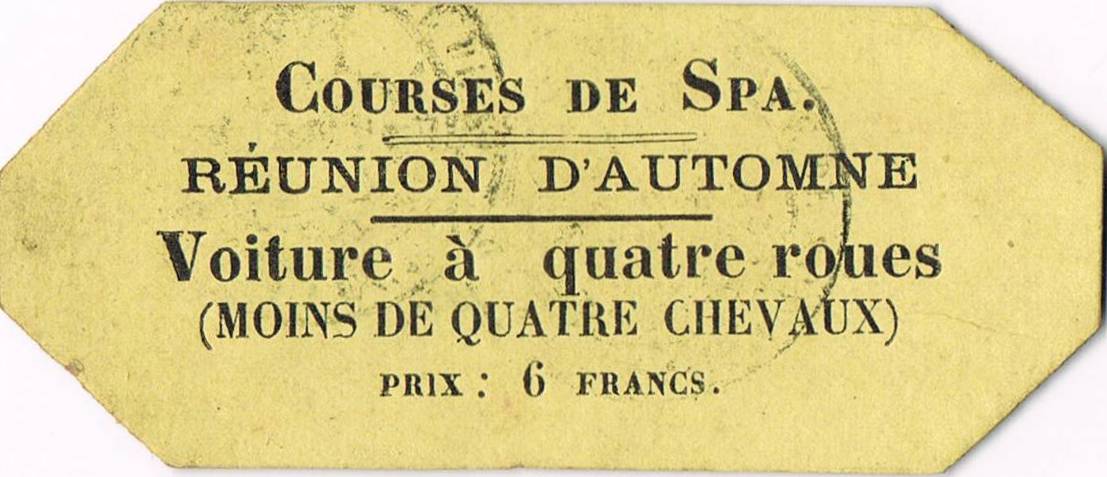 COURSES DE SPA.
RÉUNION D'AUTOMNE
Voiture à quatre roues
(MOINS DE QUATRE CHEVAUX)
PRIX : 6 FRANCS.